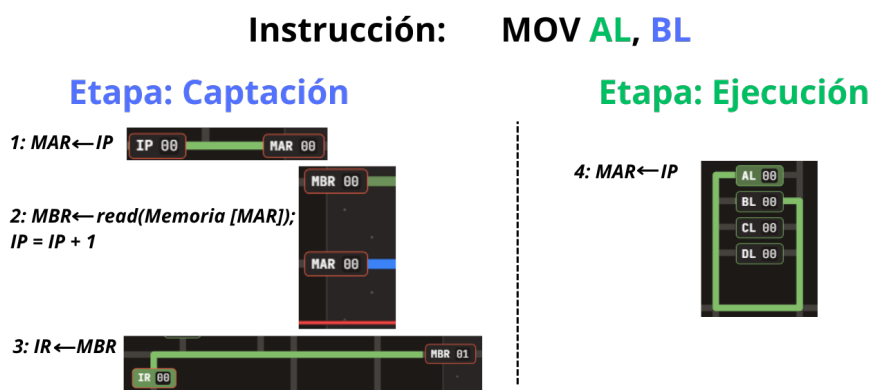 Instrucción: MOV AL, BL
Etapa: Captación
Etapa: Ejecución
1: MAR←IP
IP 00
MAR 00
2: MBR←read(Memoria [MAR]);
IP = IP + 1
MBR 00
MAR 00
3: IR←MBR
MBR 01
IR 00
4: MAR←IP
AL 00
BL 00
CL 00
DL 00